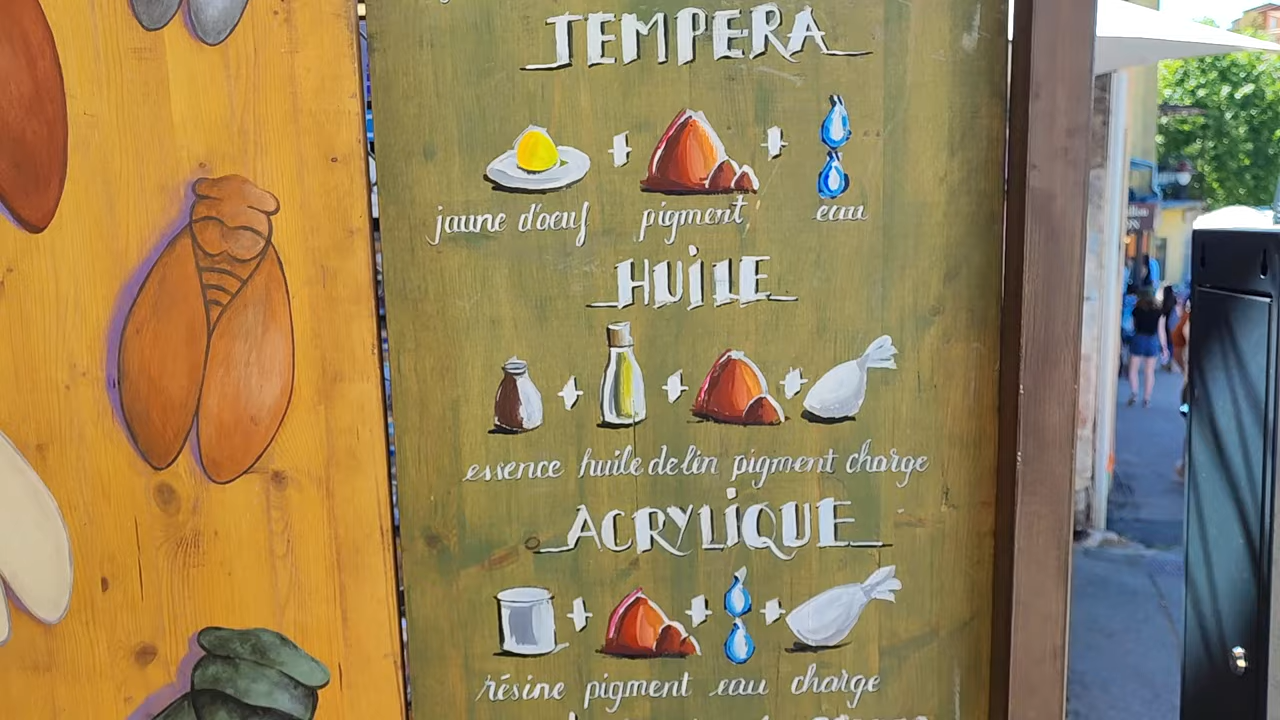 TEMPERA
jaune d'oeuf pigment eau
HUiLE
essence huile de lin pigment charge
ACRYLiQUE
résine pigment eau charge